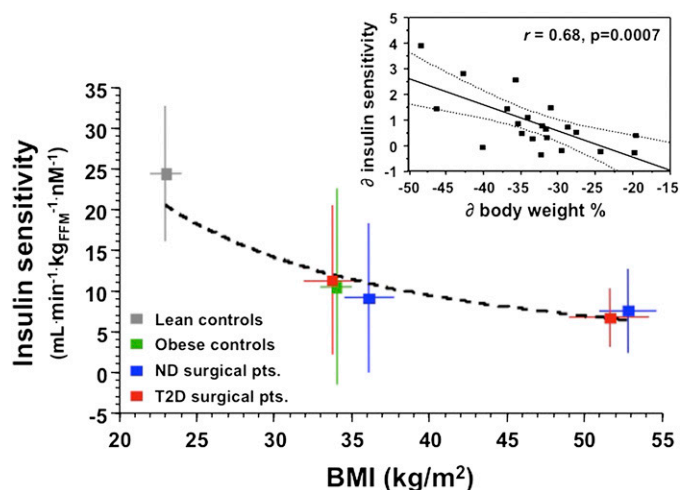 r = 0.68, p=0.0007
∂ insulin sensitivity
5
4
3
2
1
0
-1
-50 -45 -40 -35 -30 -25 -20 -15
∂ body weight %
Insulin sensitivity
(mL·min⁻¹·kgFFM⁻¹·nM⁻¹)
35
30
25
20
15
10
5
0
-5
Lean controls
Obese controls
ND surgical pts.
T2D surgical pts.
20 25 30 35 40 45 50 55
BMI (kg/m²)